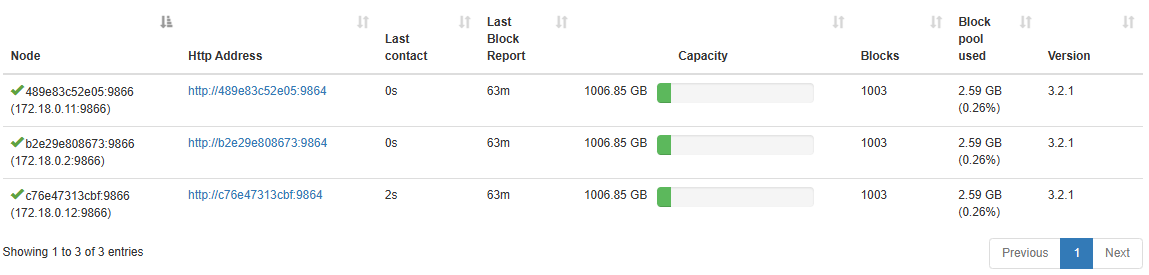 Node Http Address Last contact Last Block Report Capacity Blocks Block pool used Version
489e83c52e05:9866 http://489e83c52e05:9864 0s 63m 1006.85 GB 1003 2.59 GB 3.2.1
(172.18.0.11:9866) (0.26%)
b2e29e808673:9866 http://b2e29e808673:9864 0s 63m 1006.85 GB 1003 2.59 GB 3.2.1
(172.18.0.2:9866) (0.26%)
c76e47313cbf:9866 http://c76e47313cbf:9864 2s 63m 1006.85 GB 1003 2.59 GB 3.2.1
(172.18.0.12:9866) (0.26%)
Showing 1 to 3 of 3 entries Previous 1 Next